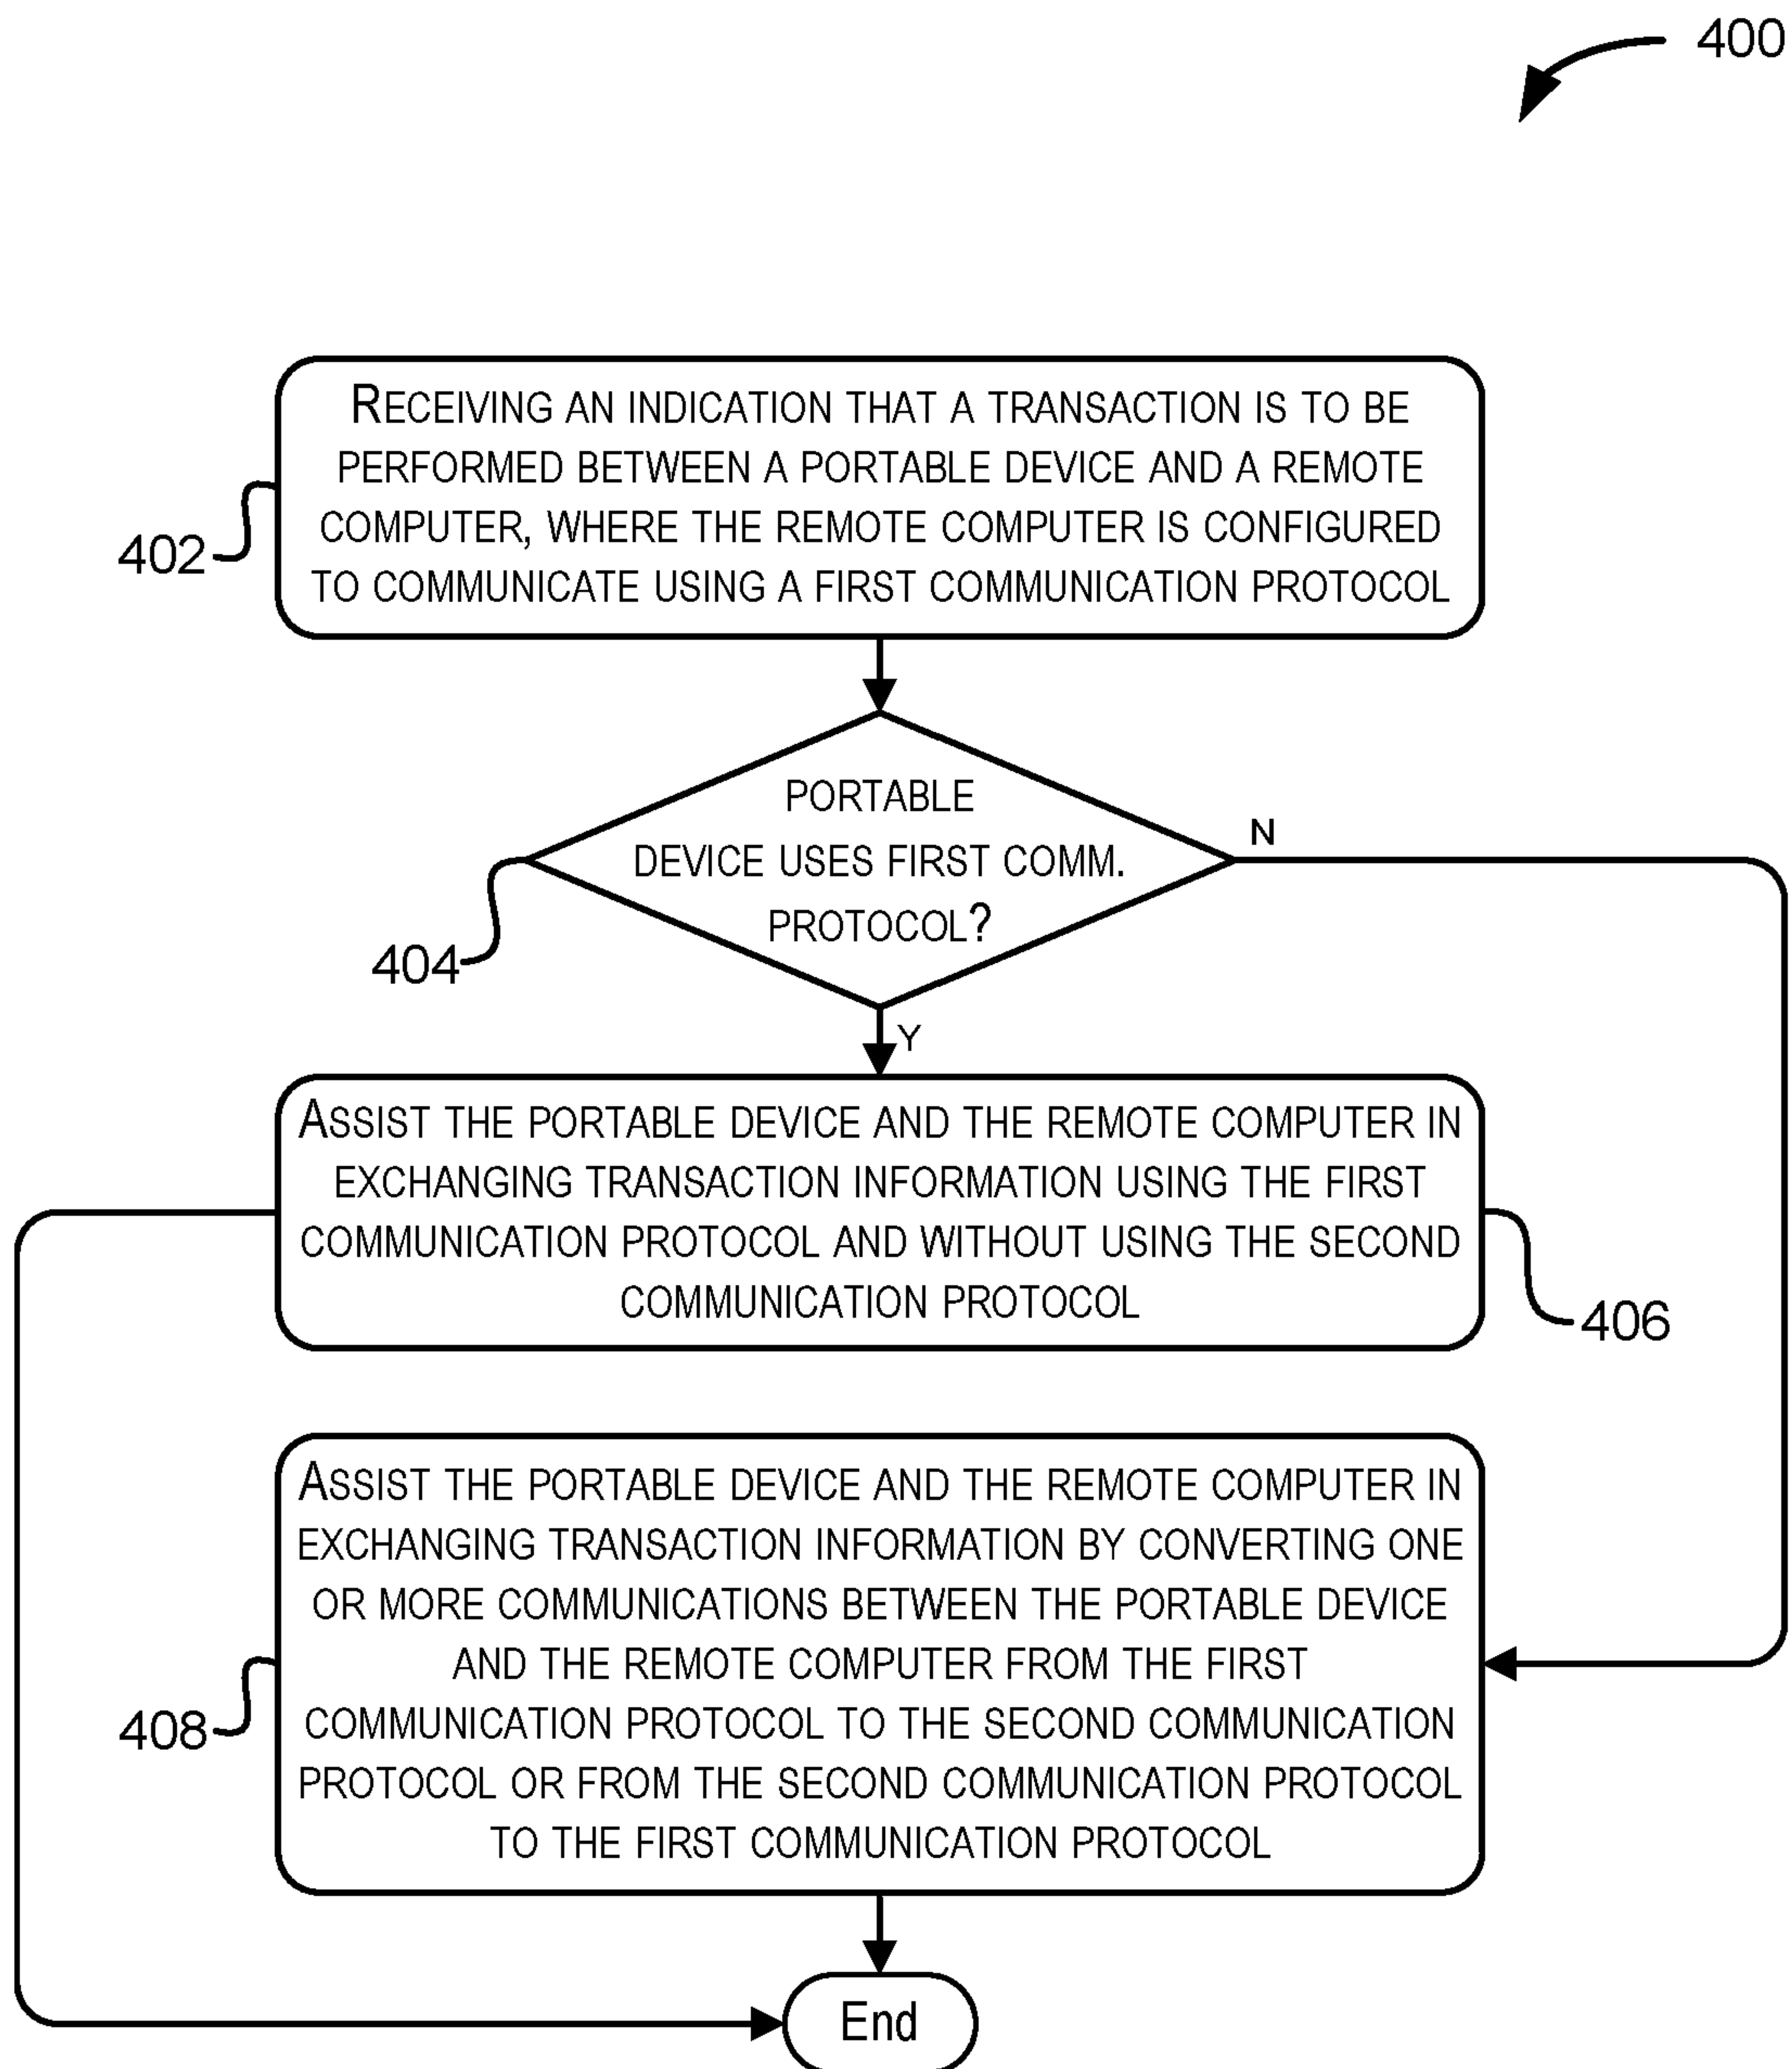 400
RECEIVING AN INDICATION THAT A TRANSACTION IS TO BE
PERFORMED BETWEEN A PORTABLE DEVICE AND A REMOTE
COMPUTER, WHERE THE REMOTE COMPUTER IS CONFIGURED
TO COMMUNICATE USING A FIRST COMMUNICATION PROTOCOL
402
PORTABLE
DEVICE USES FIRST COMM.
PROTOCOL?
N
404
Y
ASSIST THE PORTABLE DEVICE AND THE REMOTE COMPUTER IN
EXCHANGING TRANSACTION INFORMATION USING THE FIRST
COMMUNICATION PROTOCOL AND WITHOUT USING THE SECOND
COMMUNICATION PROTOCOL
406
ASSIST THE PORTABLE DEVICE AND THE REMOTE COMPUTER IN
EXCHANGING TRANSACTION INFORMATION BY CONVERTING ONE
OR MORE COMMUNICATIONS BETWEEN THE PORTABLE DEVICE
AND THE REMOTE COMPUTER FROM THE FIRST
COMMUNICATION PROTOCOL TO THE SECOND COMMUNICATION
PROTOCOL OR FROM THE SECOND COMMUNICATION PROTOCOL
TO THE FIRST COMMUNICATION PROTOCOL
408
End